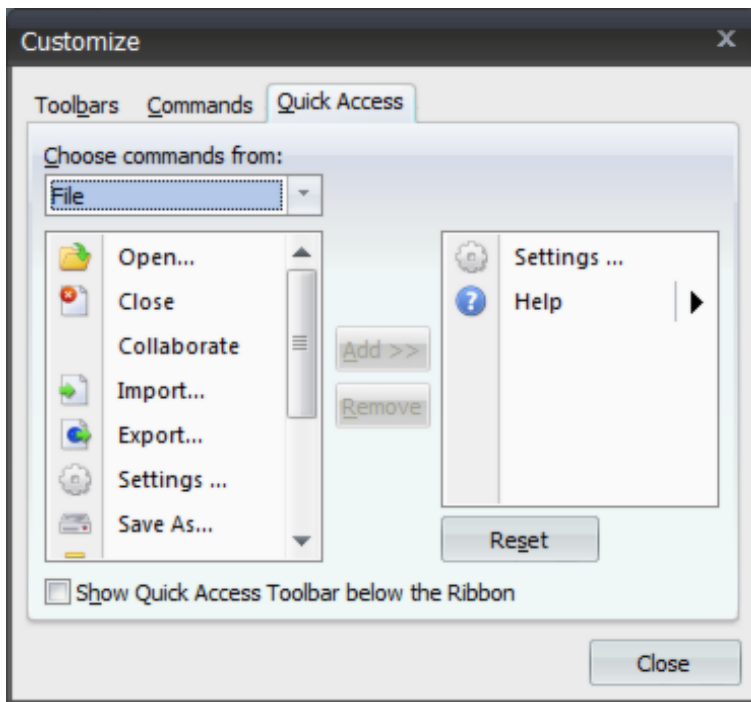 Customize
Toolbars Commands Quick Access
Choose commands from:
File
Open...
Close
Collaborate
Import...
Export...
Settings ...
Save As...
Add >>
Remove
Settings ...
Help
Reset
Show Quick Access Toolbar below the Ribbon
Close